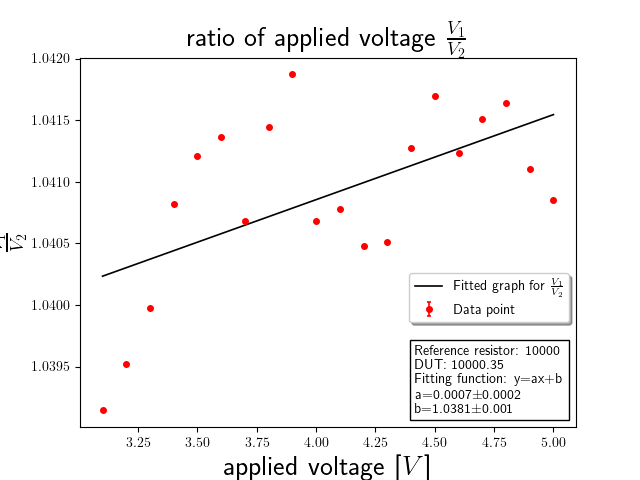 ratio of applied voltage V₁/V₂
1.0420
1.0415
1.0410
1.0405
1.0400
1.0395
V₁/V₂
Fitted graph for V₁/V₂
Data point
Reference resistor: 10000
DUT: 10000.35
Fitting function: y=ax+b
a=0.0007±0.0002
b=1.0381±0.001
3.25 3.50 3.75 4.00 4.25 4.50 4.75 5.00
applied voltage [V]